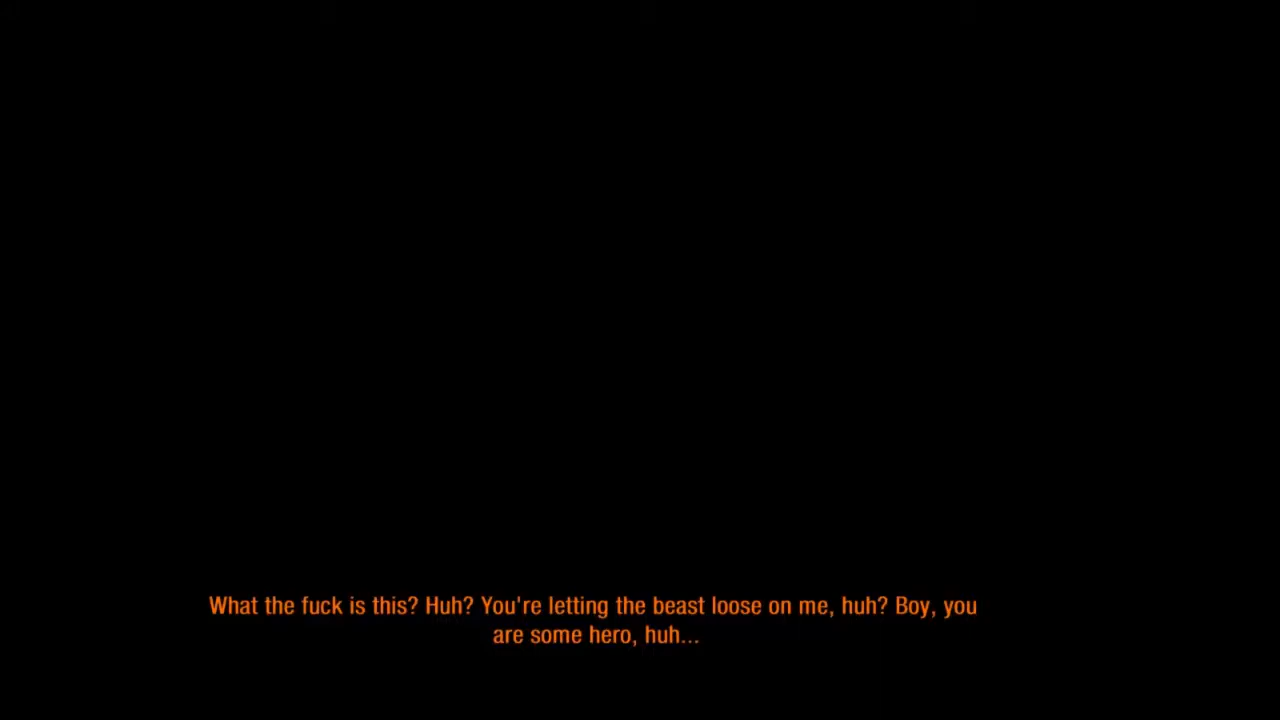 What the fuck is this? Huh? You're letting the beast loose on me, huh? Boy, you
are some hero, huh...